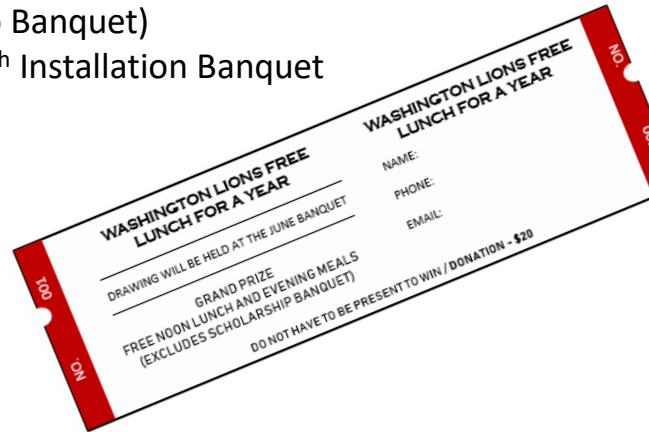 Banquet)
Installation Banquet
WASHINGTON LIONS FREE
LUNCH FOR A YEAR
DRAWING WILL BE HELD AT THE JUNE BANQUET
GRAND PRIZE
FREE NOON LUNCH AND EVENING MEALS
(EXCLUDES SCHOLARSHIP BANQUET)
NO.
001
WASHINGTON LIONS FREE
LUNCH FOR A YEAR
NAME:
PHONE:
EMAIL:
DO NOT HAVE TO BE PRESENT TO WIN / DONATION - $20
NO.